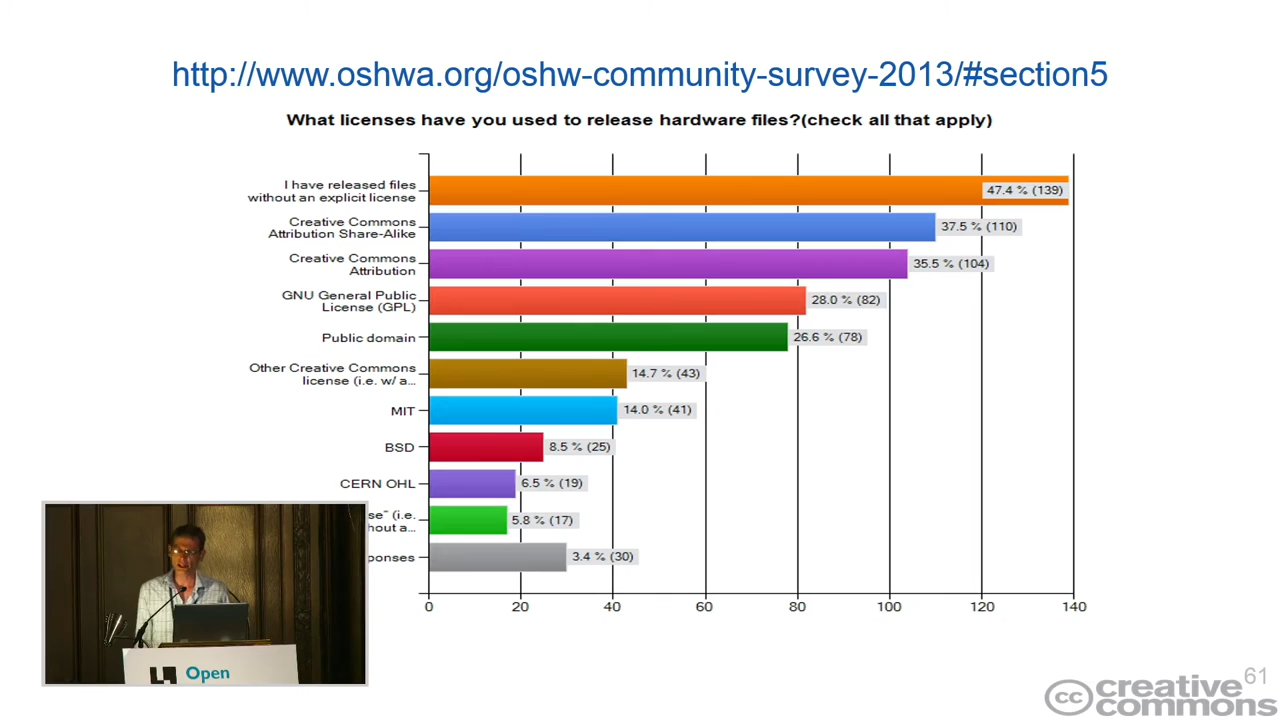 http://www.oshwa.org/oshw-community-survey-2013/#section5
What licenses have you used to release hardware files?(check all that apply)
I have released files
without an explicit license
47.4 % (139)
Creative Commons
Attribution Share-Alike
37.5 % (110)
Creative Commons
Attribution
35.5 % (104)
GNU General Public
License (GPL)
28.0 % (82)
Public domain
26.6 % (78)
Other Creative Commons
license (i.e. w/ a...
14.7 % (43)
MIT
14.0 % (41)
BSD
8.5 % (25)
CERN OHL
6.5 % (19)
se" (i.e.
hout a...
5.8 % (17)
ponses
3.4 % (30)
0 20 40 60 80 100 120 140
Open
61
cc creative
commons